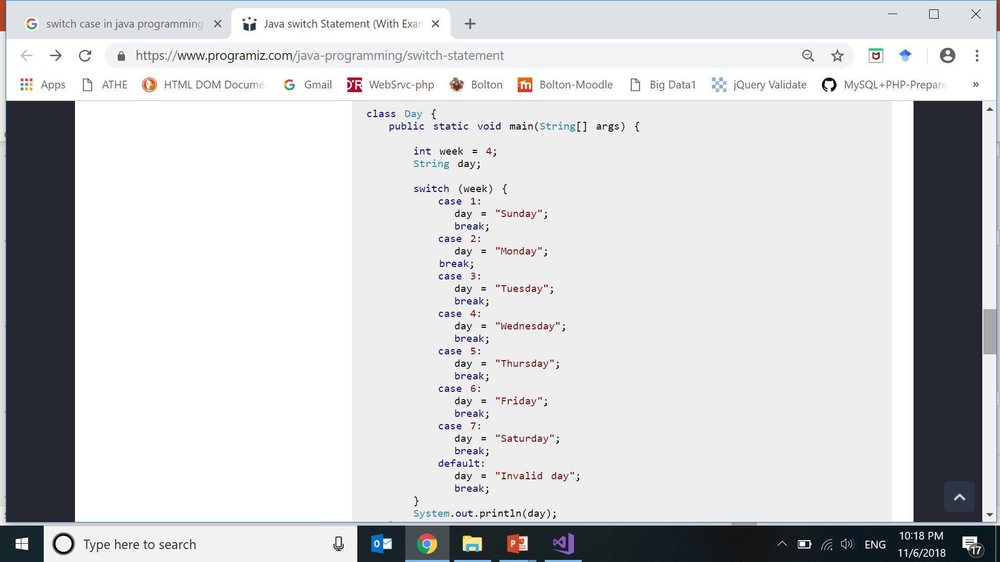 switch case in java programming
Java switch Statement (With Exam
https://www.programiz.com/java-programming/switch-statement
Apps ATHE HTML DOM Docume Gmail WebSrvc-php Bolton Bolton-Moodle Big Data1 jQuery Validate MySQL+PHP-Prepare »
class Day {
public static void main(String[] args) {
int week = 4;
String day;
switch (week) {
case 1:
day = "Sunday";
break;
case 2:
day = "Monday";
break;
case 3:
day = "Tuesday";
break;
case 4:
day = "Wednesday";
break;
case 5:
day = "Thursday";
break;
case 6:
day = "Friday";
break;
case 7:
day = "Saturday";
break;
default:
day = "Invalid day";
break;
}
System.out.println(day);
Type here to search
ENG
10:18 PM
11/6/2018
17